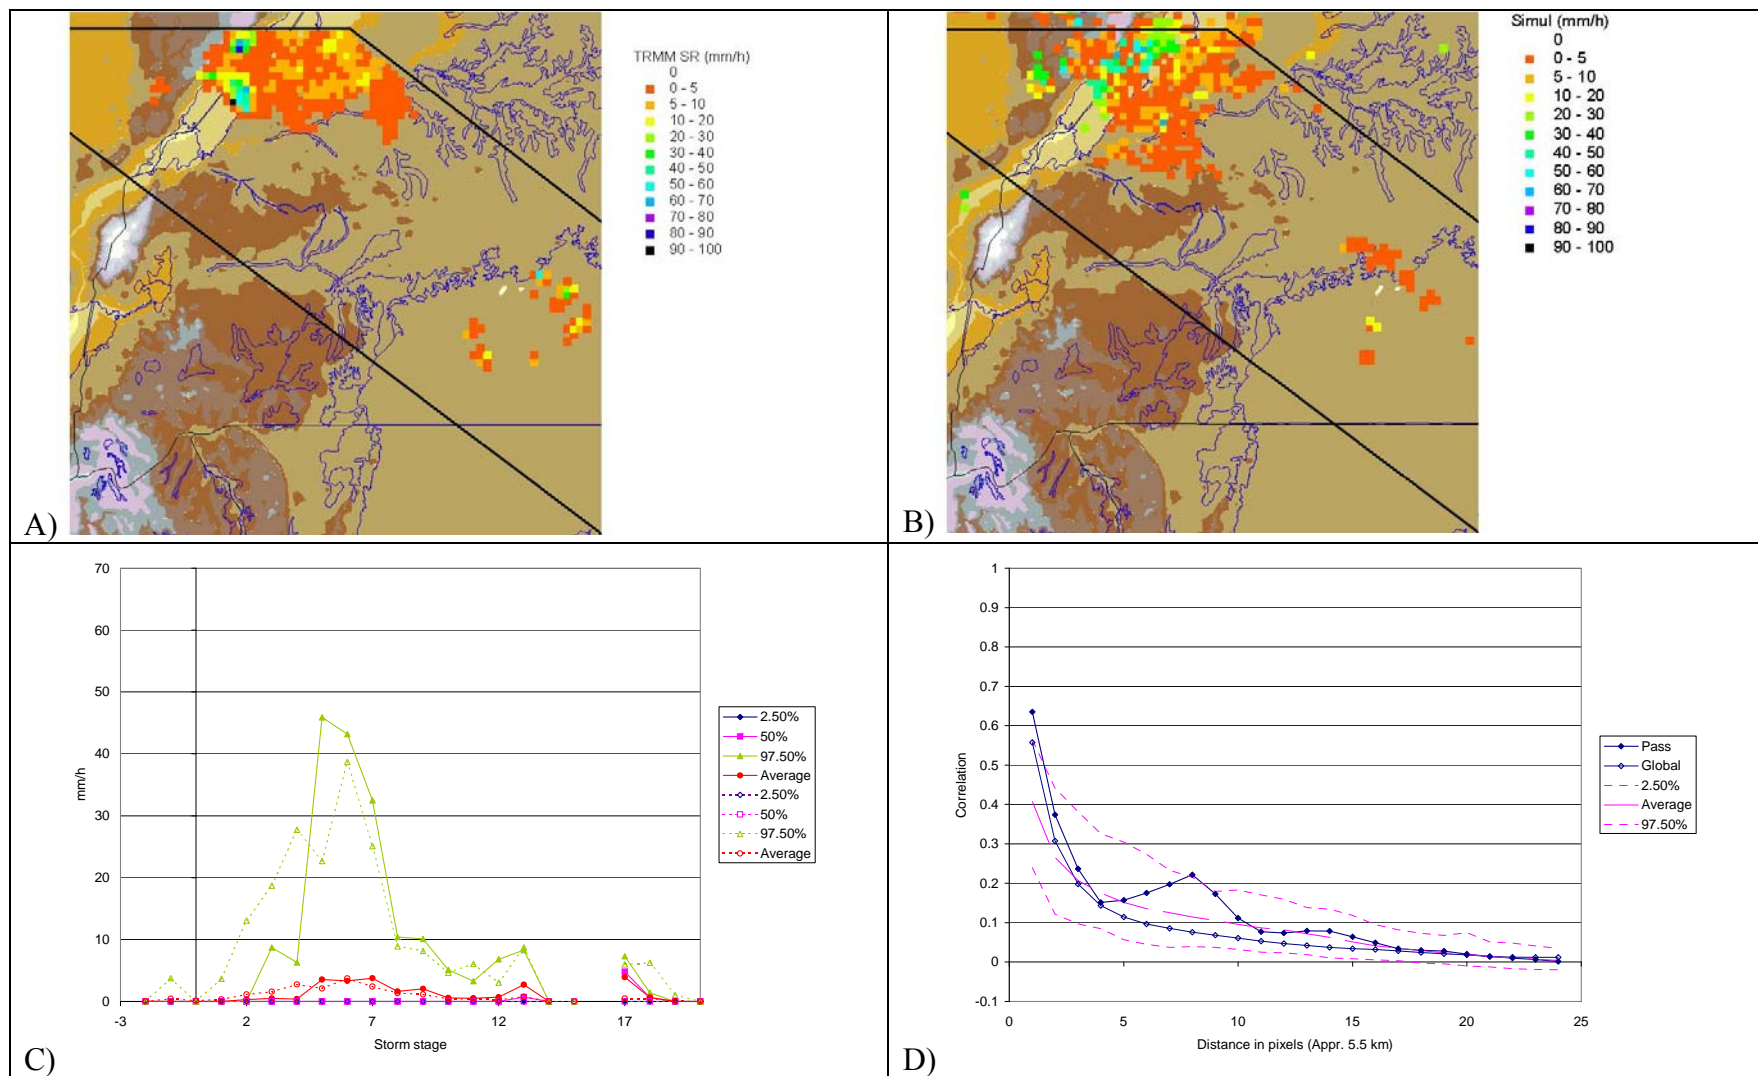 TRMM SR (mm/h)
0
0 - 5
5 - 10
10 - 20
20 - 30
30 - 40
40 - 50
50 - 60
60 - 70
70 - 80
80 - 90
90 - 100
A)
Simul (mm/h)
0
0 - 5
5 - 10
10 - 20
20 - 30
30 - 40
40 - 50
50 - 60
60 - 70
70 - 80
80 - 90
90 - 100
B)
70
60
50
40
30
20
10
0
mm/h
-3
2
7
12
17
Storm stage
2.50%
50%
97.50%
Average
2.50%
50%
97.50%
Average
C)
1
0.9
0.8
0.7
0.6
0.5
0.4
0.3
0.2
0.1
0
-0.1
Correlation
0
5
10
15
20
25
Distance in pixels (Appr. 5.5 km)
Pass
Global
2.50%
Average
97.50%
D)